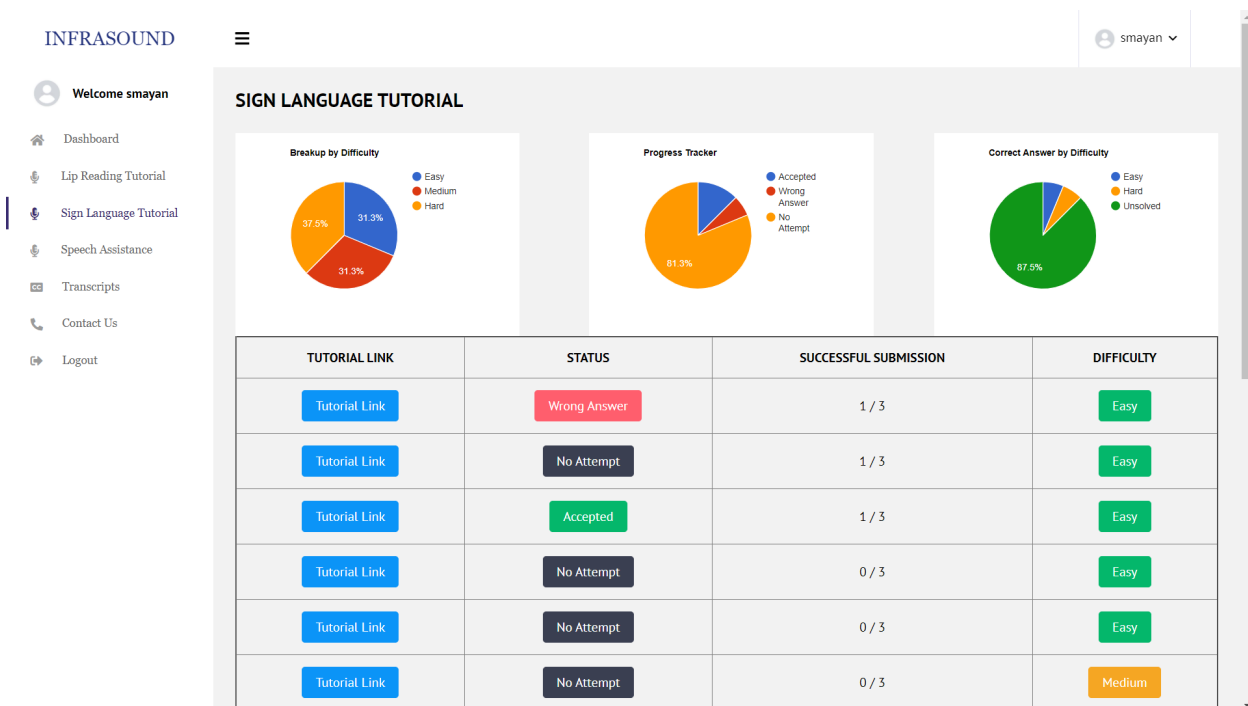 INFRASOUND
smayan
Welcome smayan
Dashboard
Lip Reading Tutorial
Sign Language Tutorial
Speech Assistance
CC Transcripts
Contact Us
Logout
SIGN LANGUAGE TUTORIAL
Breakup by Difficulty
Easy
Medium
Hard
37.5%
31.3%
31.3%
Progress Tracker
Accepted
Wrong
Answer
No
Attempt
81.3%
Correct Answer by Difficulty
Easy
Hard
Unsolved
87.5%
TUTORIAL LINK STATUS SUCCESSFUL SUBMISSION DIFFICULTY
Tutorial Link Wrong Answer 1 / 3 Easy
Tutorial Link No Attempt 1 / 3 Easy
Tutorial Link Accepted 1 / 3 Easy
Tutorial Link No Attempt 0 / 3 Easy
Tutorial Link No Attempt 0 / 3 Easy
Tutorial Link No Attempt 0 / 3 Medium